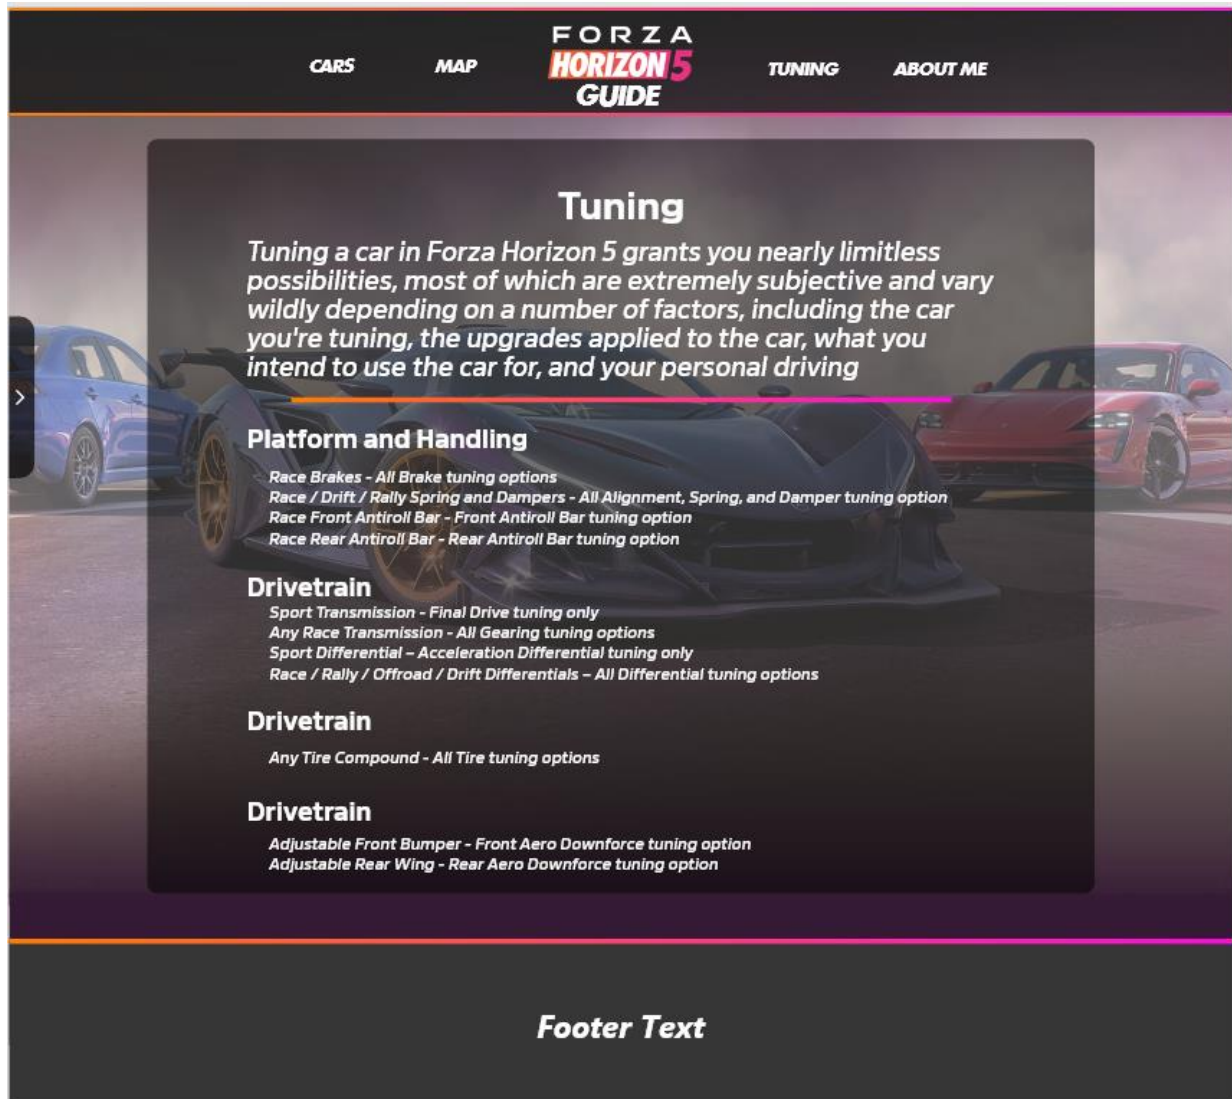 CARS
MAP
FORZA
HORIZON 5
GUIDE
TUNING
ABOUT ME
Tuning
Tuning a car in Forza Horizon 5 grants you nearly limitless
possibilities, most of which are extremely subjective and vary
wildly depending on a number of factors, including the car
you're tuning, the upgrades applied to the car, what you
intend to use the car for, and your personal driving
Platform and Handling
Race Brakes - All Brake tuning options
Race / Drift / Rally Spring and Dampers - All Alignment, Spring, and Damper tuning option
Race Front Antiroll Bar - Front Antiroll Bar tuning option
Race Rear Antiroll Bar - Rear Antiroll Bar tuning option
Drivetrain
Sport Transmission - Final Drive tuning only
Any Race Transmission - All Gearing tuning options
Sport Differential – Acceleration Differential tuning only
Race / Rally / Offroad / Drift Differentials – All Differential tuning options
Drivetrain
Any Tire Compound - All Tire tuning options
Drivetrain
Adjustable Front Bumper - Front Aero Downforce tuning option
Adjustable Rear Wing - Rear Aero Downforce tuning option
Footer Text